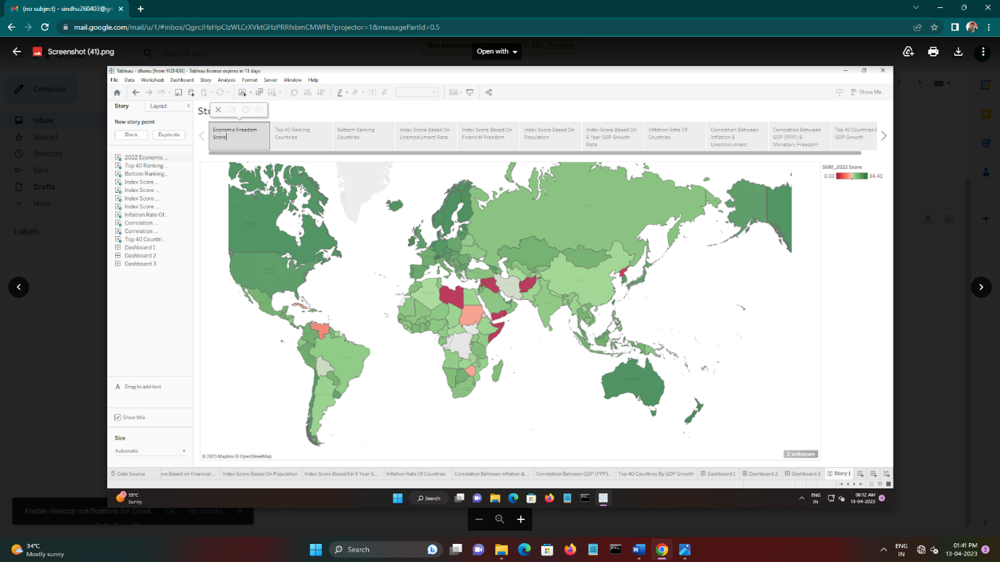 (no subject) - sindhu260403@gm
mail.google.com/mail/u/1/#inbox/QgrcJHsHpClzWLCrXVktGHzPRRfxbmCMWFb?projector=1&messagePartId=0.5
Screenshot (41).png
Search mail
Open with
Compose
Inbox
Starred
Snoozed
Sent
Drafts
More
Labels
Tableau - dhanu [from VIZHUB] - Tableau license expires in 11 days
File Data Worksheet Dashboard Story Analysis Format Server Window Help
Show Me
Story Layout
New story point
Blank Duplicate
2022 Economic ...
Top 40 Ranking...
Bottom Ranking...
Index Score ...
Index Score ...
Index Score ...
Index Score ...
Inflation Rate Of...
Corrolation ...
Correlation ...
Top 40 Countri...
Dashboard 1
Dashboard 2
Dashboard 3
A Drag to add text
Show title
Size
Automatic
Economic Freedom
Score
Top 40 Ranking
Countries
Bottom Ranking
Countries
Index Score Based On
Unemployment Rate
Index Score Based On
Financial Freedom
Index Score Based On
Population
Index Score Based On
5 Year GDP Growth
Rate
Inflation Rate Of
Countries
Corrolation Between
Inflation &
Unemployment
Correlation Between
GDP (PPP) &
Monetary Freedom
Top 40 Countries
GDP Growth
SUM_2022 Score
0.00 84.40
© 2023 Mapbox © OpenStreetMap
2 unknown
Data Source
ore Based on Financial ...
Index Score Based On Population
Index Score Based On 5 Year G...
Inflation Rate Of Countries
Corrolation Between Inflation & ...
Correlation Between GDP (PPP)...
Top 40 Countries By GDP Growth
Dashboard 1
Dashboard 2
Dashboard 3
Story 1
35°C
Sunny
Search
ENG
IN
06:12 AM
13-04-2023
Enable desktop notifications for Gmail. OK No thanks
34°C
Mostly sunny
Search
ENG
IN
01:41 PM
13-04-2023